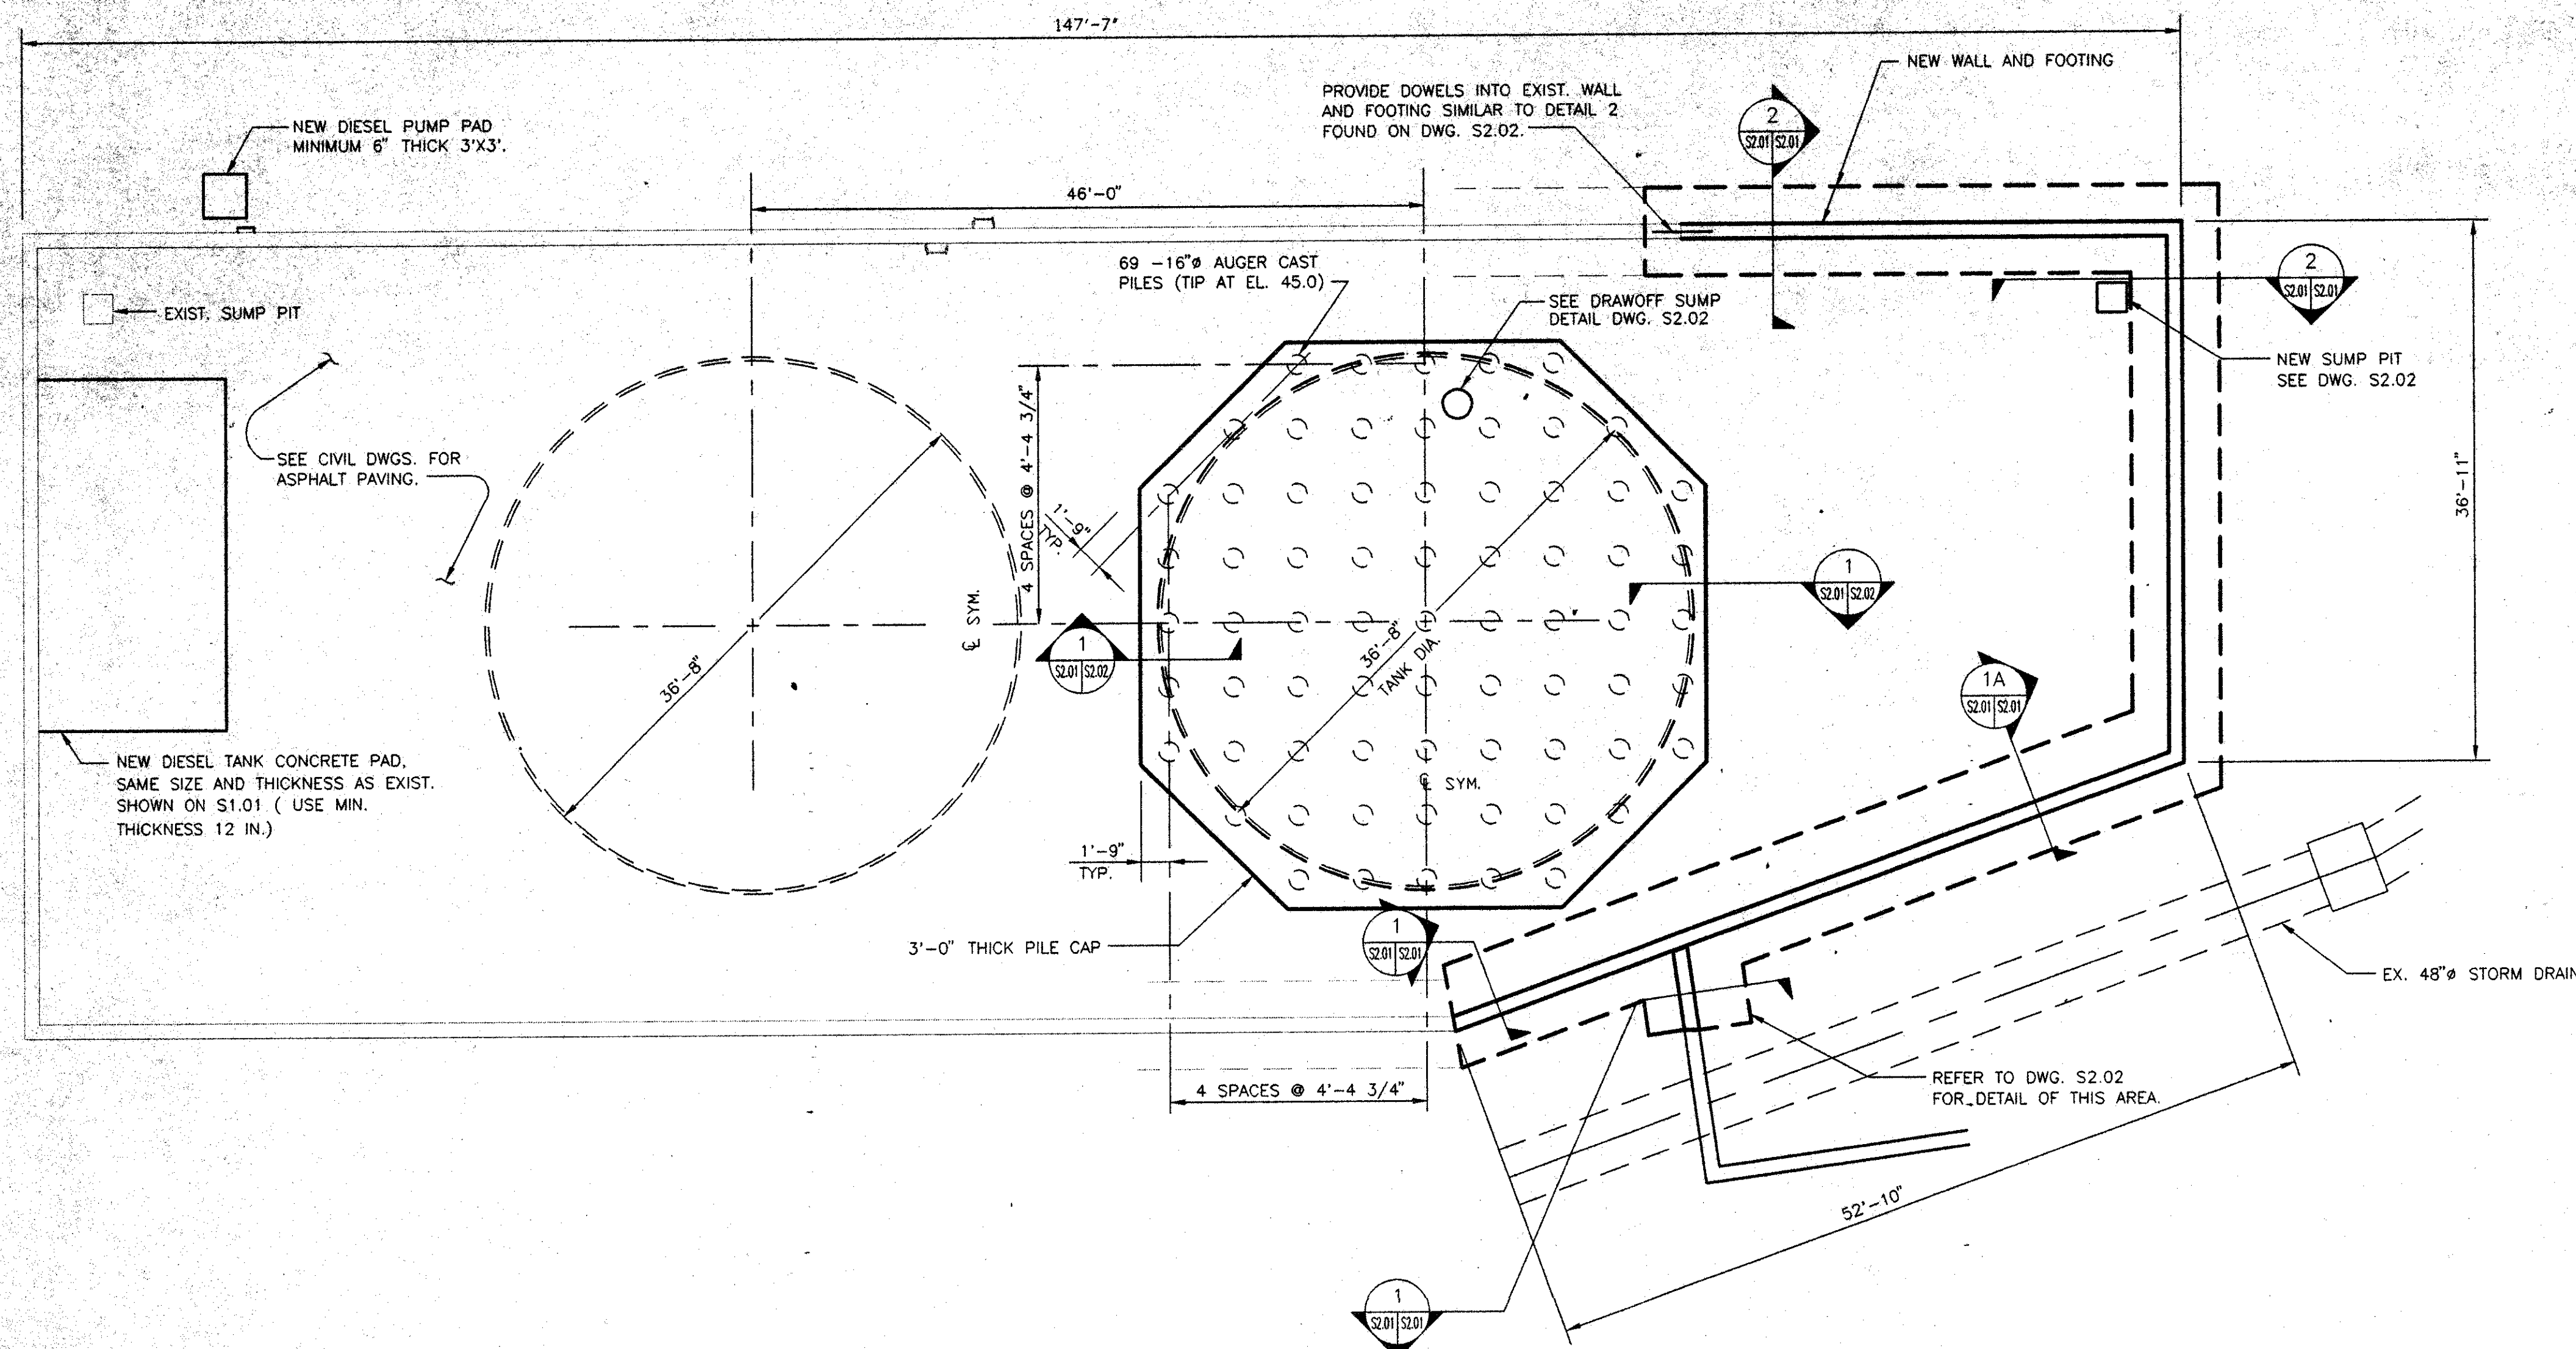 147'-7"
NEW WALL AND FOOTING
PROVIDE DOWELS INTO EXIST. WALL
AND FOOTING SIMILAR TO DETAIL 2
FOUND ON DWG. S2.02.
2
S2.01 S2.01
NEW DIESEL PUMP PAD
MINIMUM 6" THICK 3'X3'.
46'-0"
69 -16"ø AUGER CAST
PILES (TIP AT EL. 45.0)
2
S2.01 S2.01
SEE DRAWOFF SUMP
DETAIL DWG. S2.02
EXIST. SUMP PIT
NEW SUMP PIT
SEE DWG. S2.02
SEE CIVIL DWGS. FOR
ASPHALT PAVING.
4 SPACES @ 4'-4 3/4"
36'-11"
1'-9"
TYP.
1
S2.01 S2.02
℄ SYM.
1
S2.01 S2.02
36'-8"
36'-8"
TANK DIA.
1A
S2.01 S2.01
℄ SYM.
NEW DIESEL TANK CONCRETE PAD,
SAME SIZE AND THICKNESS AS EXIST.
SHOWN ON S1.01 ( USE MIN.
THICKNESS 12 IN.)
1'-9"
TYP.
3'-0" THICK PILE CAP
1
S2.01 S2.01
EX. 48"ø STORM DRAIN
4 SPACES @ 4'-4 3/4"
REFER TO DWG. S2.02
FOR DETAIL OF THIS AREA.
52'-10"
1
S2.01 S2.01